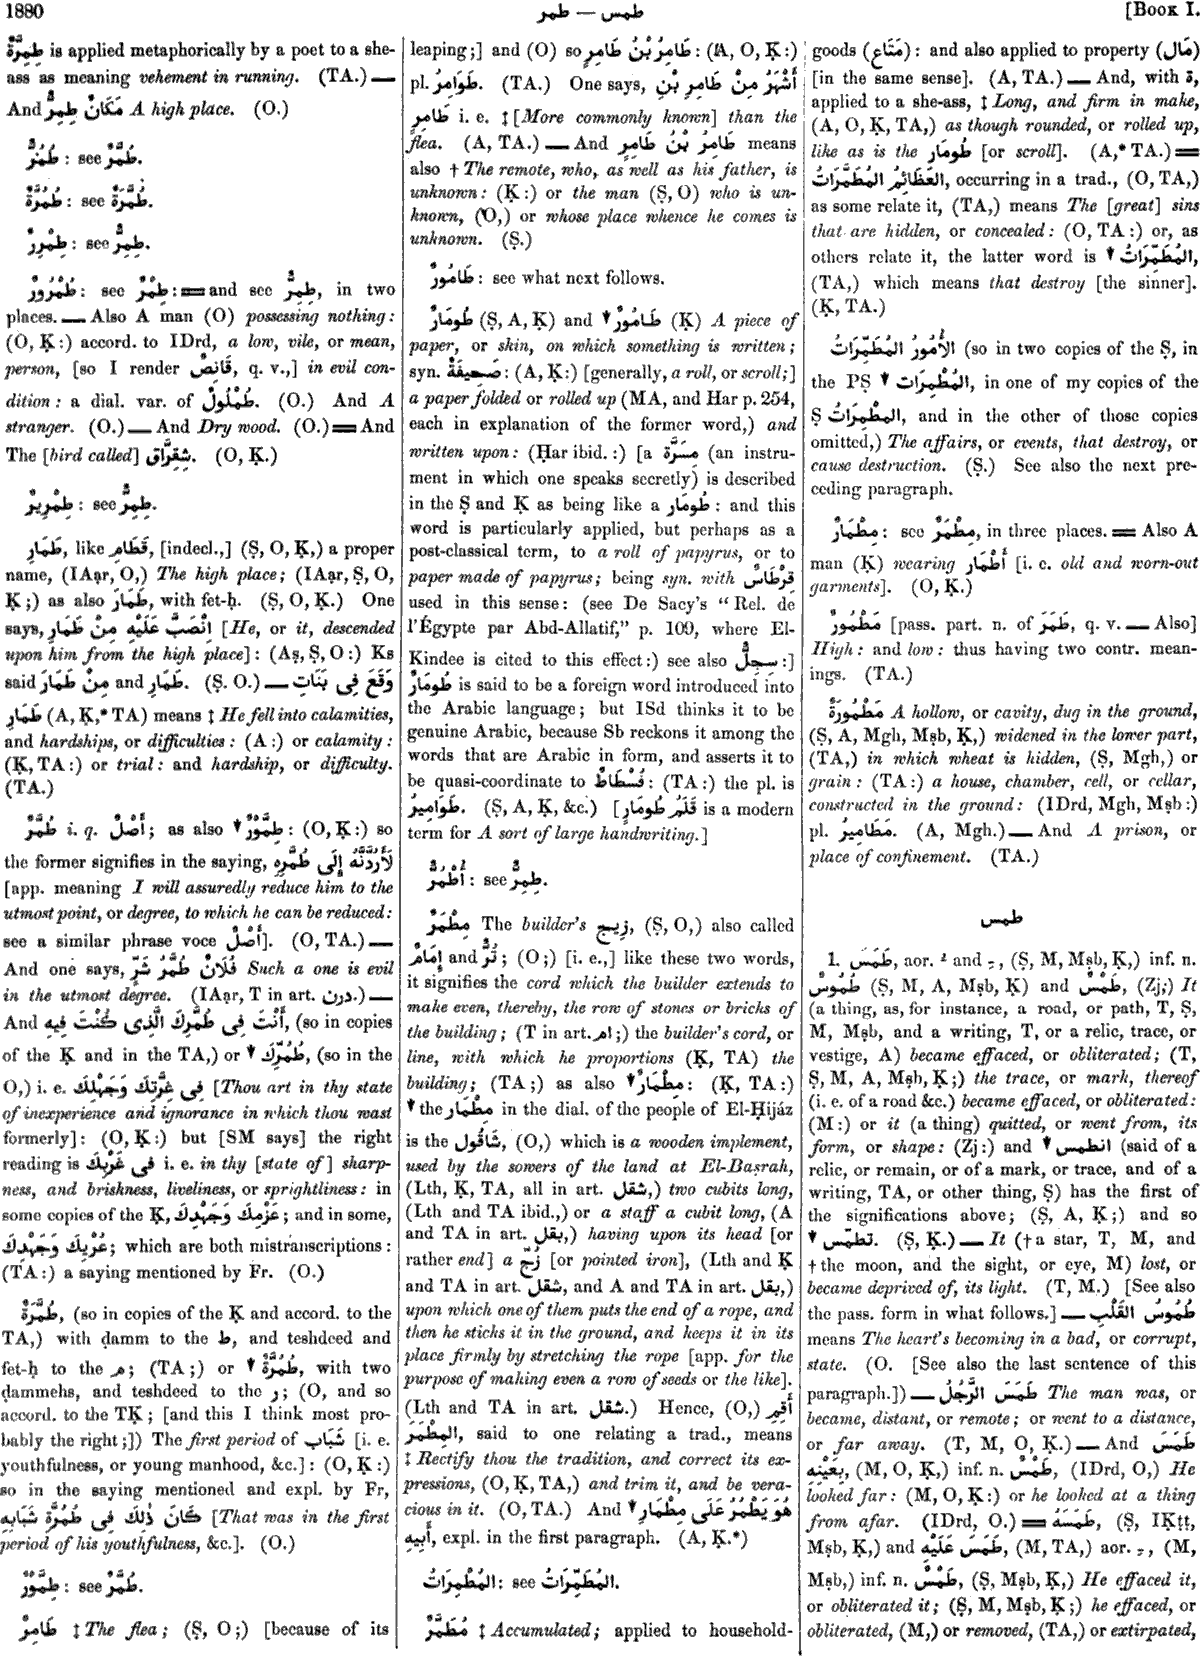 1880
طمر — طمس
[BOOK I.
طِمِرَّةٌ is applied metaphorically by a poet to a she-
ass as meaning vehement in running. (TA.) —
And مَكَانٌ طِمِرٌّ A high place. (O.)
طُمُرٌّ : see طُمَّرٌ.
طُمُرَّةٌ : see طُمَّرَةٌ.
طِمْرِرٌ : see طِمِرٌّ.
طُمْرُورٌ : see طِمْرٌ : = and see طِمِرٌّ, in two
places. — Also A man (O) possessing nothing :
(O, Ḳ :) accord. to IDrd, a low, vile, or mean,
person, [so I render قَانِصٌ, q. v.,] in evil con-
dition : a dial. var. of طُمْلُولٌ. (O.) And A
stranger. (O.) — And Dry wood. (O.) = And
The [bird called] شِقِرَّاق. (O, Ḳ.)
طِمْرِيرٌ : see طِمِرٌّ.
طَمَارِ, like قَطَامِ, [indecl.,] (Ṣ, O, Ḳ,) a proper
name, (IAạr, O,) The high place ; (IAạr, Ṣ, O,
Ḳ ;) as also طَمَارَ, with fet-ḥ. (Ṣ, O, Ḳ.) One
says, اِنْصَبَّ عَلَيْهِ مِنْ طَمَارِ [He, or it, descended
upon him from the high place] : (Aṣ, Ṣ, O :) Ks
said مِنْ طَمَارَ and طَمَارِ. (Ṣ. O.) — وَقَعَ فِى بَنَاتِ
طَمَارِ (A, Ḳ,* TA) means ‡ He fell into calamities,
and hardships, or difficulties : (A :) or calamity :
(Ḳ, TA :) or trial : and hardship, or difficulty.
(TA.)
طُمَّرٌ i. q. أَصْلٌ ; as also ▼ طِمَّوْرٌ : (O, Ḳ :) so
the former signifies in the saying, لَأَرُدَّنَّهُ إِلَى طُمَّرِهِ
[app. meaning I will assuredly reduce him to the
utmost point, or degree, to which he can be reduced :
see a similar phrase voce أَصْلٌ]. (O, TA.) —
And one says, فُلَانٌ طُمَّرُ شَرٍّ Such a one is evil
in the utmost degree. (IAạr, T in art. درن.) —
And أَنْتَ فِى طُمَّرِكَ الَّذِى كُنْتَ فِيهِ, (so in copies
of the Ḳ and in the TA,) or ▼ طُمُرِّكَ, (so in the
O,) i. e. فِى غِرَّتِكَ وَجَهْلِكَ [Thou art in thy state
of inexperience and ignorance in which thou wast
formerly] : (O, Ḳ :) but [SM says] the right
reading is فِى غَرْبِكَ i. e. in thy [state of] sharp-
ness, and briskness, liveliness, or sprightliness : in
some copies of the Ḳ, عَزْمِكَ وَجَهْدِكَ ; and in some,
عُرْيِكَ وَجَهْدِكَ ; which are both mistranscriptions :
(TA :) a saying mentioned by Fr. (O.)
طُمَّرَةٌ, (so in copies of the Ḳ and accord. to the
TA,) with ḍamm to the ط, and teshdeed and
fet-ḥ to the م ; (TA ;) or ▼ طُمُرَّةٌ, with two
ḍammehs, and teshdeed to the ر ; (O, and so
accord. to the TḲ ; [and this I think most pro-
bably the right ;]) The first period of شَبَاب [i. e.
youthfulness, or young manhood, &c.] : (O, Ḳ :)
so in the saying mentioned and expl. by Fr,
كَانَ ذٰلِكَ فِى طُمُرَّةِ شَبَابِهِ [That was in the first
period of his youthfulness, &c.]. (O.)
طِمَّوْرٌ : see طُمَّرٌ.
طَامِرٌ ‡ The flea ; (Ṣ, O ;) [because of its
leaping ;] and (O) so طَامِرُ بْنُ طَامِرٍ : (A, O, Ḳ :)
pl. طَوَامِرُ. (TA.) One says, أَشْهَرُ مِنْ طَامِرِ بْنِ
طَامِرٍ i. e. ‡ [More commonly known] than the
flea. (A, TA.) — And طَامِرُ بْنُ طَامِرٍ means
also † The remote, who, as well as his father, is
unknown : (Ḳ :) or the man (Ṣ, O) who is un-
known, (O,) or whose place whence he comes is
unknown. (Ṣ.)
طَامُورٌ : see what next follows.
طُومَارٌ (Ṣ, A, Ḳ) and ▼ طَامُورٌ (Ḳ) A piece of
paper, or skin, on which something is written ;
syn. صَحِيفَةٌ : (A, Ḳ :) [generally, a roll, or scroll ;]
a paper folded or rolled up (MA, and Har p. 254,
each in explanation of the former word,) and
written upon : (Ḥar ibid. :) [a مِسَرَّة (an instru-
ment in which one speaks secretly) is described
in the Ṣ and Ḳ as being like a طُومَار : and this
word is particularly applied, but perhaps as a
post-classical term, to a roll of papyrus, or to
paper made of papyrus ; being syn. with قِرْطَاسٌ
used in this sense : (see De Sacy's “ Rel. de
l'Égypte par Abd-Allatif,” p. 109, where El-
Kindee is cited to this effect :) see also سِجِلٌّ :]
طُومَارٌ is said to be a foreign word introduced into
the Arabic language ; but ISd thinks it to be
genuine Arabic, because Sb reckons it among the
words that are Arabic in form, and asserts it to
be quasi-coordinate to فُسْطَاطٌ : (TA :) the pl. is
طَوَامِيرُ. (Ṣ, A, Ḳ, &c.) [قَلَمُ طُومَارٍ is a modern
term for A sort of large handwriting.]
أُطْمُرٌّ : see طِمِرٌّ.
مِطْمَرٌ The builder's زِيج, (Ṣ, O,) also called
إِمَامٌ and تُرٌّ ; (O ;) [i. e.,] like these two words,
it signifies the cord which the builder extends to
make even, thereby, the row of stones or bricks of
the building ; (T in art. ام ;) the builder's cord, or
line, with which he proportions (Ḳ, TA) the
building ; (TA ;) as also ▼ مِطْمَارٌ : (Ḳ, TA :)
▼ the مِطْمَار in the dial. of the people of El-Ḥijáz
is the شَاقُول, (O,) which is a wooden implement,
used by the sowers of the land at El-Baṣrah,
(Lth, Ḳ, TA, all in art. شقل,) two cubits long,
(Lth and TA ibid.,) or a staff a cubit long, (A
and TA in art. بقل,) having upon its head [or
rather end] a زُجّ [or pointed iron], (Lth and Ḳ
and TA in art. شقل, and A and TA in art. بقل,)
upon which one of them puts the end of a rope, and
then he sticks it in the ground, and keeps it in its
place firmly by stretching the rope [app. for the
purpose of making even a row of seeds or the like].
(Lth and TA in art. شقل.) Hence, (O,) أَقِمِ
المِطْمَرَ, said to one relating a trad., means
‡ Rectify thou the tradition, and correct its ex-
pressions, (O, Ḳ, TA,) and trim it, and be vera-
cious in it. (O, TA.) And ▼ هُوَ يَطْمُرُ عَلَى مِطْمَارِ
أَبِيهِ, expl. in the first paragraph. (A, Ḳ.*)
المُطْمِرَاتُ : see المُطَمِّرَاتُ.
مُطَمَّرٌ ‡ Accumulated ; applied to household-
goods (مَتَاع) : and also applied to property (مَال)
[in the same sense]. (A, TA.) — And, with ة,
applied to a she-ass, ‡ Long, and firm in make,
(A, O, Ḳ, TA,) as though rounded, or rolled up,
like as is the طُومَار [or scroll]. (A,* TA.) =
العَظَائِمُ المُطَمَّرَاتُ, occurring in a trad., (O, TA,)
as some relate it, (TA,) means The [great] sins
that are hidden, or concealed : (O, TA :) or, as
others relate it, the latter word is ▼ المُطَمِّرَاتُ,
(TA,) which means that destroy [the sinner].
(Ḳ, TA.)
الأُمُورُ المُطَمِّرَاتُ (so in two copies of the Ṣ, in
the PṢ ▼ المُطْمِرَات, in one of my copies of the
Ṣ المطْمِرَاتُ, and in the other of those copies
omitted,) The affairs, or events, that destroy, or
cause destruction. (Ṣ.) See also the next pre-
ceding paragraph.
مِطْمَارٌ : see مِطْمَرٌ, in three places. = Also A
man (Ḳ) wearing أَطْمَار [i. e. old and worn-out
garments]. (O, Ḳ.)
مَطْمُورٌ [pass. part. n. of طَمَرَ, q. v. — Also]
High : and low : thus having two contr. mean-
ings. (TA.)
مَطْمُورَةٌ A hollow, or cavity, dug in the ground,
(Ṣ, A, Mgh, Mṣb, Ḳ,) widened in the lower part,
(TA,) in which wheat is hidden, (Ṣ, Mgh,) or
grain : (TA :) a house, chamber, cell, or cellar,
constructed in the ground : (IDrd, Mgh, Mṣb :)
pl. مَطَامِيرُ. (A, Mgh.) — And A prison, or
place of confinement. (TA.)
طمس
1. طَمَسَ, aor. ـُ and ـِ, (Ṣ, M, Mṣb, Ḳ,) inf. n.
طُمُوسٌ (Ṣ, M, A, Mṣb, Ḳ) and طَمْسٌ, (Zj ;) It
(a thing, as, for instance, a road, or path, T, Ṣ,
M, Mṣb, and a writing, T, or a relic, trace, or
vestige, A) became effaced, or obliterated ; (T,
Ṣ, M, A, Mṣb, Ḳ ;) the trace, or mark, thereof
(i. e. of a road &c.) became effaced, or obliterated :
(M :) or it (a thing) quitted, or went from, its
form, or shape : (Zj :) and ▼ انطمس (said of a
relic, or remain, or of a mark, or trace, and of a
writing, TA, or other thing, Ṣ) has the first of
the significations above ; (Ṣ, A, Ḳ ;) and so
▼ تطمّس. (Ṣ, Ḳ.) — It († a star, T, M, and
† the moon, and the sight, or eye, M) lost, or
became deprived of, its light. (T, M.) [See also
the pass. form in what follows.] — طُمُوسُ القَلْبِ
means The heart's becoming in a bad, or corrupt,
state. (O. [See also the last sentence of this
paragraph.]) — طَمَسَ الرَّجُلُ The man was, or
became, distant, or remote ; or went to a distance,
or far away. (T, M, O, Ḳ.) — And طَمَسَ
بِعَيْنِهِ, (M, O, Ḳ,) inf. n. طَمْسٌ, (IDrd, O,) He
looked far : (M, O, Ḳ :) or he looked at a thing
from afar. (IDrd, O.) = طَمَسَهُ, (Ṣ, IḲṭṭ,
Mṣb, Ḳ,) and طَمَسَ عَلَيْهِ, (M, TA,) aor. ـِ, (M,
Mṣb,) inf. n. طَمْسٌ, (Ṣ, Mṣb, Ḳ,) He effaced it,
or obliterated it ; (Ṣ, M, Mṣb, Ḳ ;) he effaced, or
obliterated, (M,) or removed, (TA,) or extirpated,